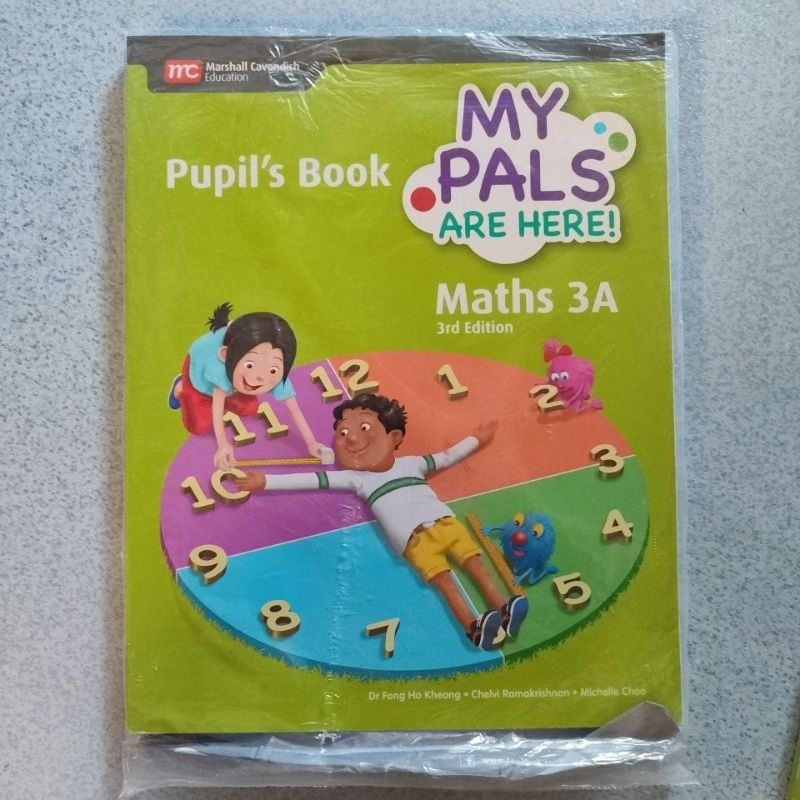 mc Marshall Cavendish
Education
Pupil's Book
MY
PALS
ARE HERE!
Maths 3A
3rd Edition
12
1
11
2
10
3
4
9
5
8
7
Dr Fong Ho Kheong • Chelvi Ramakrishnan • Michelle Choo